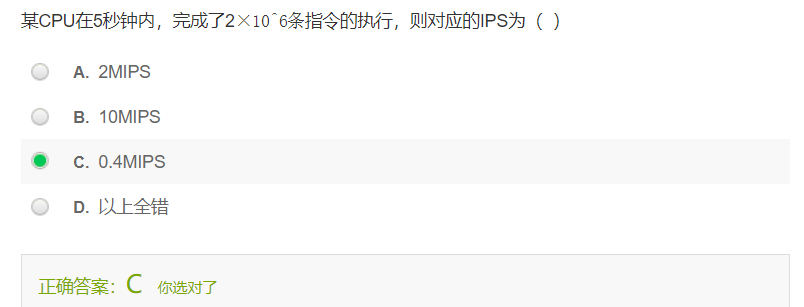 某CPU在5秒钟内，完成了2×10^6条指令的执行，则对应的IPS为（ ）
A. 2MIPS
B. 10MIPS
C. 0.4MIPS
D. 以上全错
正确答案：C 你选对了